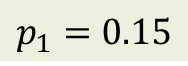 p₁ = 0.15